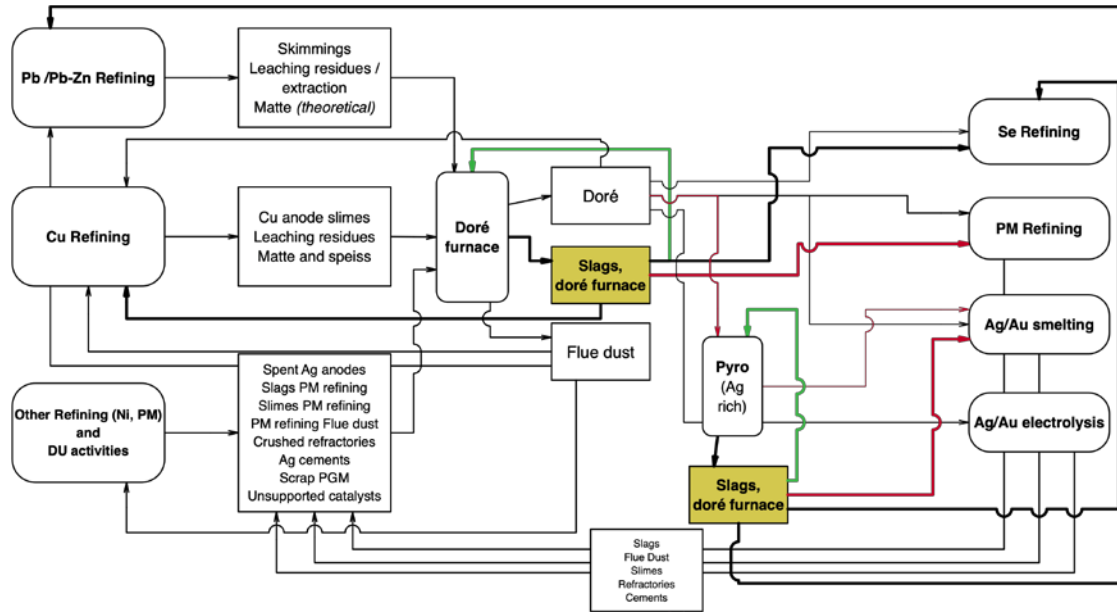 Pb /Pb-Zn Refining
Skimmings
Leaching residues /
extraction
Matte (theoretical)
Se Refining
Cu Refining
Cu anode slimes
Leaching residues
Matte and speiss
Doré
furnace
Doré
Slags,
doré furnace
PM Refining
Flue dust
Ag/Au smelting
Pyro
(Ag
rich)
Other Refining (Ni, PM)
and
DU activities
Spent Ag anodes
Slags PM refining
Slimes PM refining
PM refining Flue dust
Crushed refractories
Ag cements
Scrap PGM
Unsupported catalysts
Ag/Au electrolysis
Slags,
doré furnace
Slags
Flue Dust
Slimes
Refractories
Cements